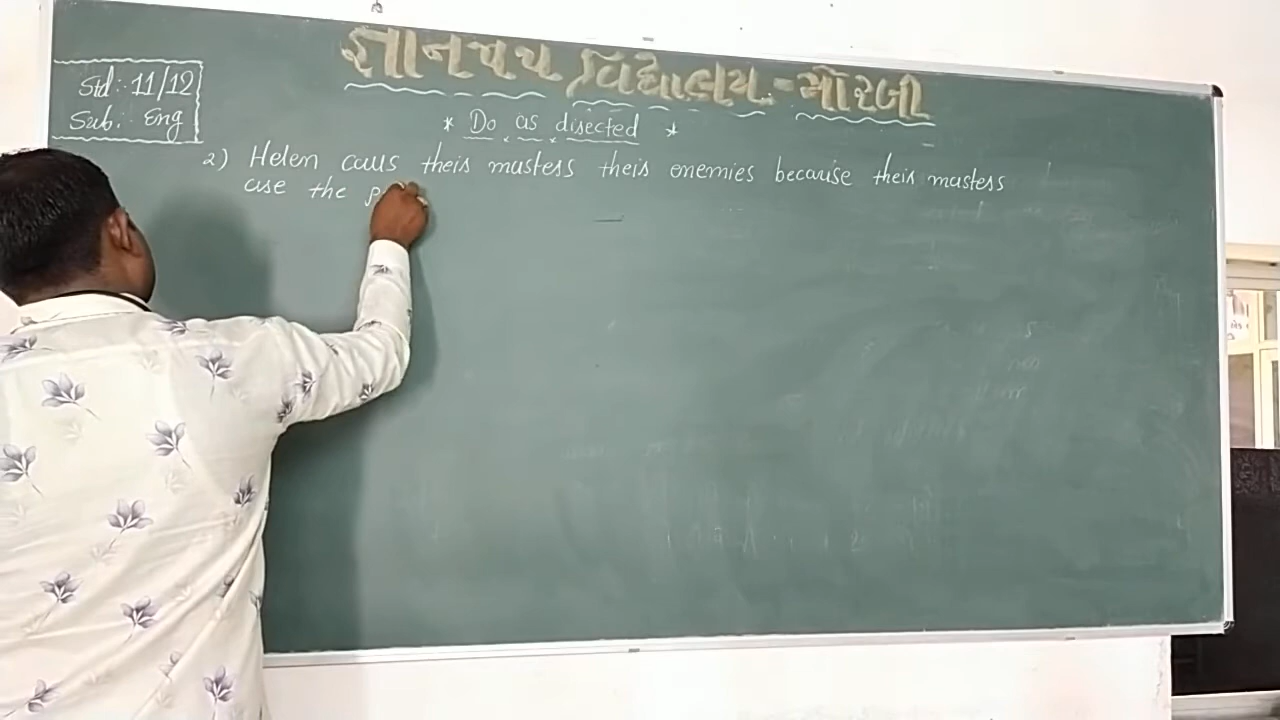 જ્ઞાનપથ વિદ્યાલય - મોરબી
Std: 11/12
Sub: Eng
* Do as directed *
2) Helen calls their masters their enemies because their masters
are the